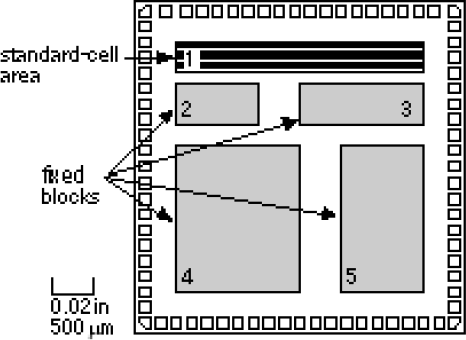 standard-cell
area
1
2
3
fixed
blocks
4
5
0.02in
500 μm